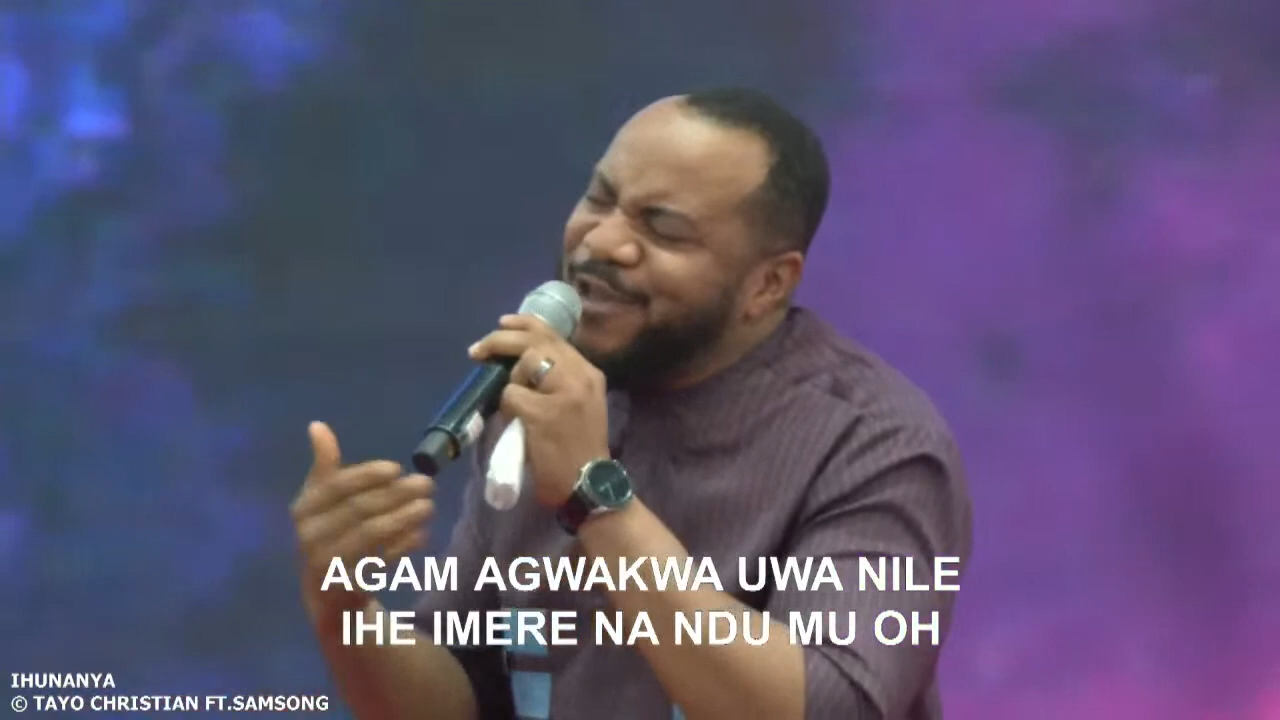 AGAM AGWAKWA UWA NILE
IHE IMERE NA NDU MU OH
IHUNANYA
© TAYO CHRISTIAN FT.SAMSONG